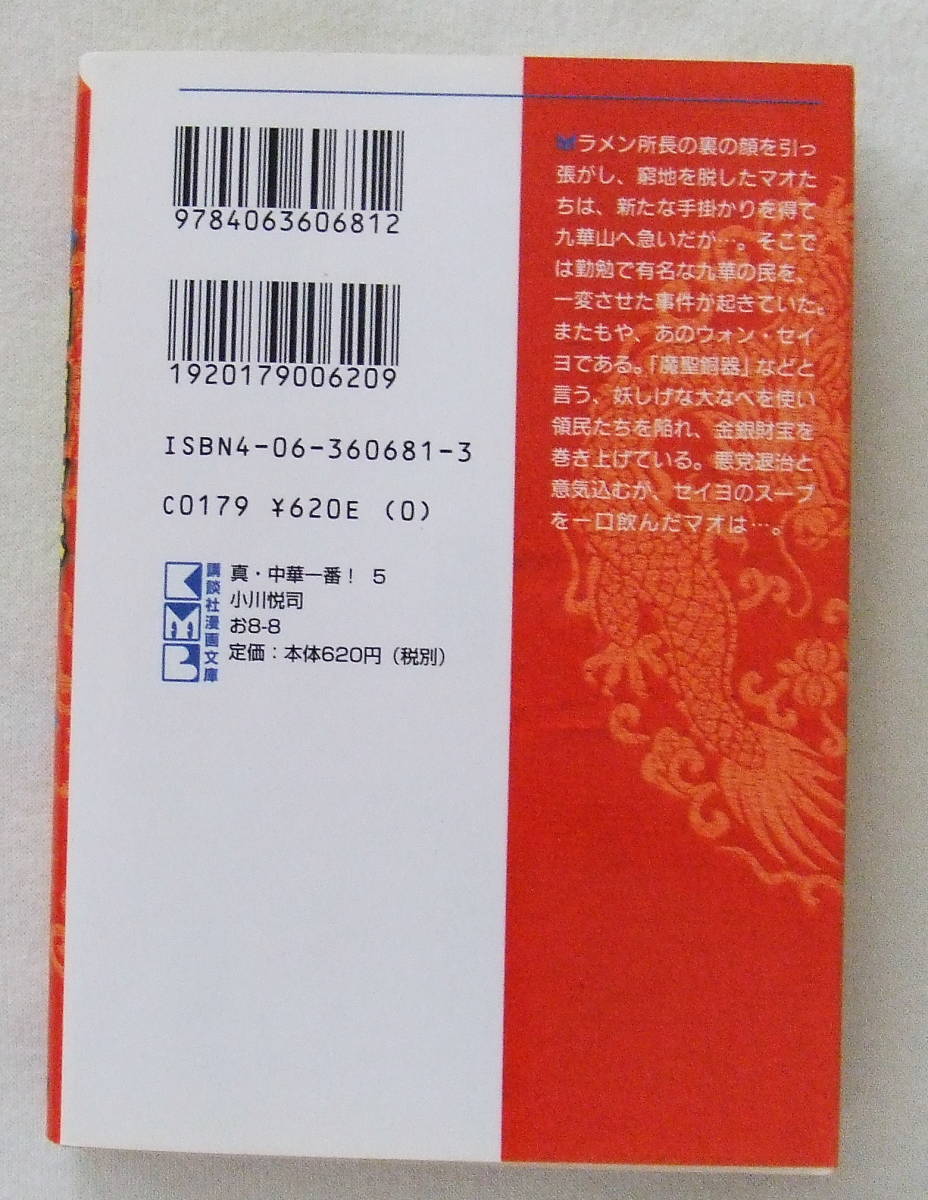 9784063606812
1920179006209
ISBN4-06-360681-3
C0179 ¥620E (0)
講談社漫画文庫
真・中華一番！ 5
小川悦司
お8-8
定価：本体620円（税別）
ラメン所長の裏の顔を引っ
張がし、窮地を脱したマオた
ちは、新たな手掛かりを得て
九華山へ急いだが…。そこで
は勤勉で有名な九華の民を、
一変させた事件が起きていた。
またもや、あのウォン・セイ
ヨである。「魔聖銅器」などと
言う、妖しげな大なべを使い
領民たちを陥れ、金銀財宝を
巻き上げている。悪党退治と
意気込むが、セイヨのスープ
を一口飲んだマオは…。